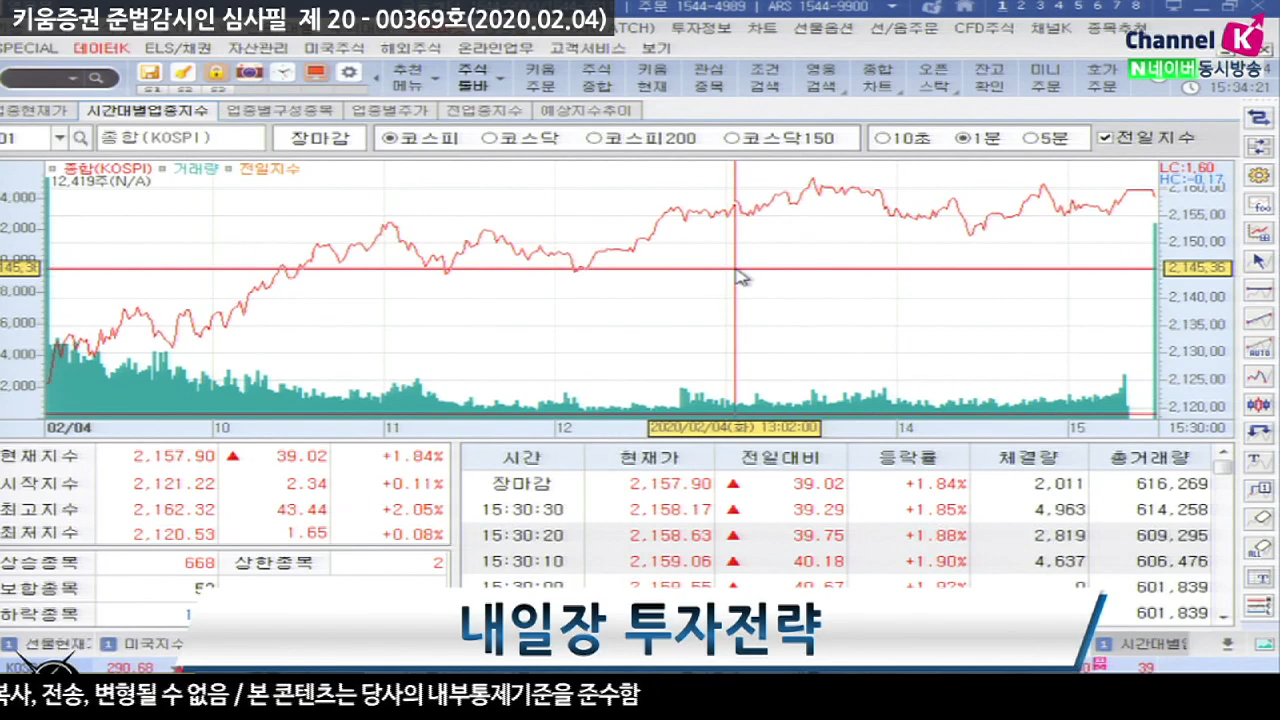 키움증권 준법감시인 심사필 제 20 - 00369호(2020.02.04)
주문 1544-4989 | ARS 1544-9900
1 2 3 4 5 6 7 8
투자정보 차트 선물옵션 선/옵주문 CFD주식 채널K 종목추천
SPECIAL 데이터K ELS/채권 자산관리 미국주식 해외주식 온라인업무 고객서비스 보기
Channel K
N네이버동시방송
추천 주식 키움 주식 키움 관심 조건 영웅 종합 오픈 잔고 미니 호가
메뉴 툴바 주문 종합 현재 종목 검색 검색 차트 스탁 확인 주문 주문
15:34:21
업종현재가 시간대별업종지수 업종별구성종목 업종별주가 전업종지수 예상지수추이
01 종합(KOSPI) 장마감 코스피 코스닥 코스피200 코스닥150 10초 1분 5분 전일지수
종합(KOSPI) 거래량 전일지수
12,419주(N/A)
LC:1,60
HC:-0,17
2,160,00
4,000
2,155,00
2,000
2,150,00
145,36
2,145,36
8,000
2,140,00
6,000
2,135,00
4,000
2,130,00
2,000
2,125,00
2,120,00
02/04 10 11 12 2020/02/04(화) 13:02:00 14 15 15:30:00
현재지수 2,157.90 ▲ 39.02 +1.84%
시작지수 2,121.22 2.34 +0.11%
최고지수 2,162.32 43.44 +2.05%
최저지수 2,120.53 1.65 +0.08%
상승종목 668 상한종목 2
보합종목
하락종목
시간 현재가 전일대비 등락률 체결량 총거래량
장마감 2,157.90 ▲ 39.02 +1.84% 2,011 616,269
15:30:30 2,158.17 ▲ 39.29 +1.85% 4,963 614,258
15:30:20 2,158.63 ▲ 39.75 +1.88% 2,819 609,295
15:30:10 2,159.06 ▲ 40.18 +1.90% 4,637 606,476
601,839
601,839
내일장 투자전략
1 선물현재 1 미국지수
1 시간대별
290.68
39
복사, 전송, 변형될 수 없음 / 본 콘텐츠는 당사의 내부통제기준을 준수함